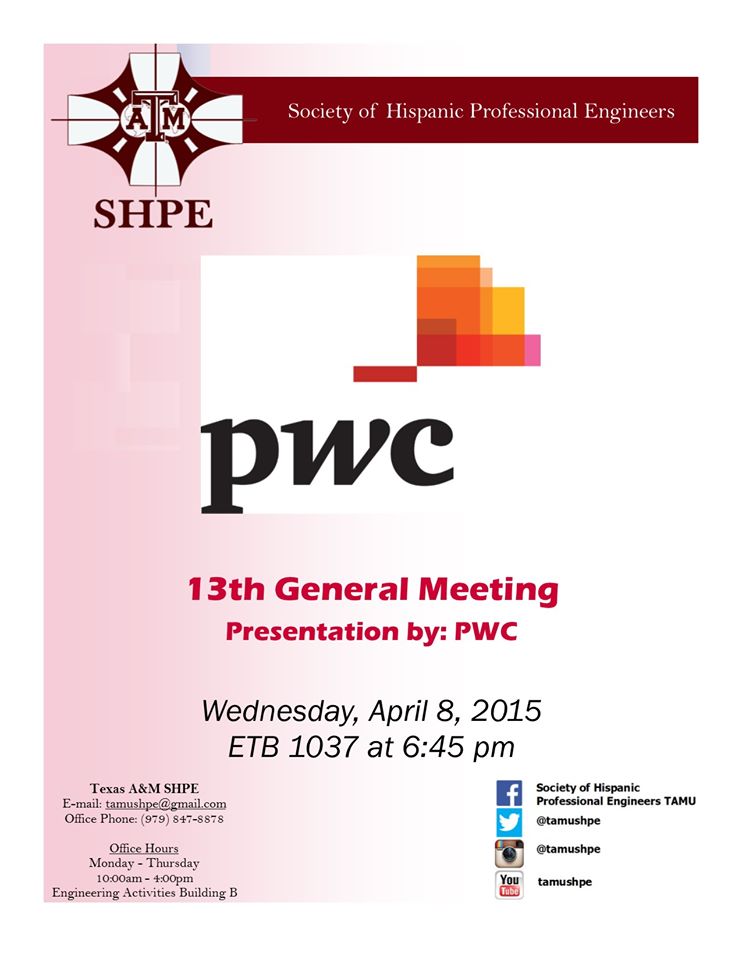 Society of Hispanic Professional Engineers
ATM
SHPE
pwc
13th General Meeting
Presentation by: PWC
Wednesday, April 8, 2015
ETB 1037 at 6:45 pm
Texas A&M SHPE
E-mail: tamushpe@gmail.com
Office Phone: (979) 847-8878
Office Hours
Monday - Thursday
10:00am - 4:00pm
Engineering Activities Building B
Society of Hispanic
Professional Engineers TAMU
@tamushpe
@tamushpe
You
Tube
tamushpe